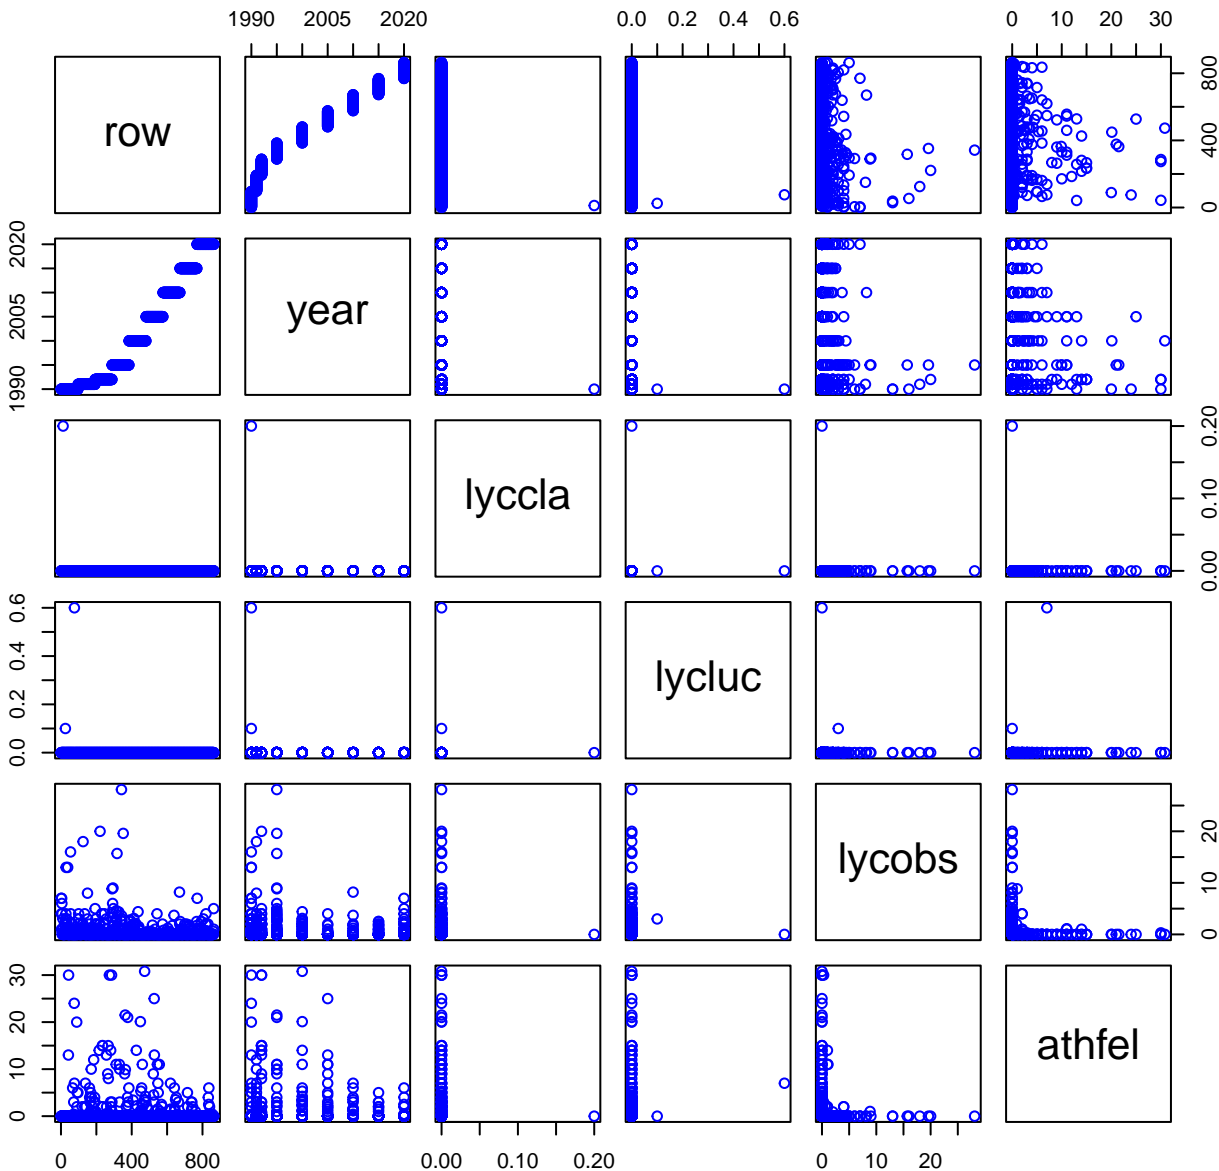 1990 2005 2020 0.0 0.2 0.4 0.6 0 10 20 30
row 0 400 800
1990 2005 2020 year
lyccla 0.00 0.10 0.20
0.0 0.2 0.4 0.6 lycluc
lycobs 0 10 20
0 10 20 30 athfel
0 400 800 0.00 0.10 0.20 0 10 20